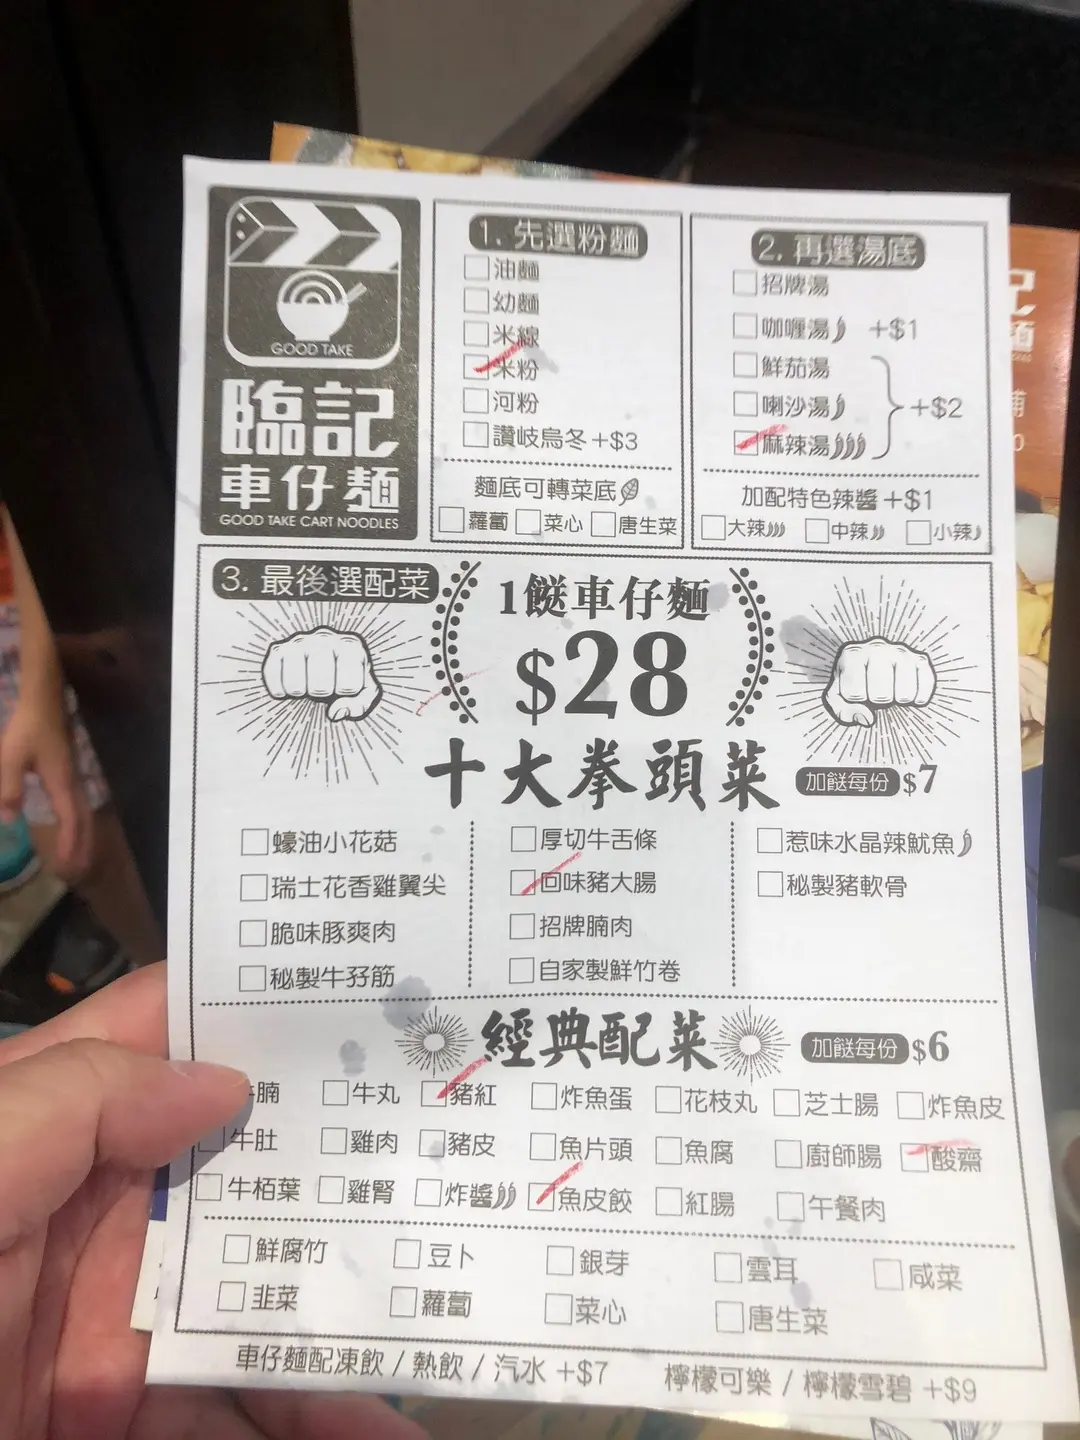 GOOD TAKE
臨記
車仔麵
GOOD TAKE CART NOODLES
1. 先選粉麵
油麵
幼麵
米線
米粉
河粉
讚岐烏冬+$3
麵底可轉菜底
蘿蔔 菜心 唐生菜
2. 再選湯底
招牌湯
咖喱湯 +$1
鮮茄湯
喇沙湯
麻辣湯
+$2
加配特色辣醬+$1
大辣 中辣 小辣
3. 最後選配菜
1餸車仔麵
$28
十大拳頭菜
加餸每份 $7
蠔油小花菇
瑞士花香雞翼尖
脆味豚爽肉
秘製牛孖筋
厚切牛舌條
回味豬大腸
招牌腩肉
自家製鮮竹卷
惹味水晶辣魷魚
秘製豬軟骨
經典配菜
加餸每份 $6
腩 牛丸 豬紅 炸魚蛋 花枝丸 芝士腸 炸魚皮
牛肚 雞肉 豬皮 魚片頭 魚腐 廚師腸 酸齋
牛栢葉 雞腎 炸醬 魚皮餃 紅腸 午餐肉
鮮腐竹 豆卜 銀芽 雲耳 咸菜
韭菜 蘿蔔 菜心 唐生菜
車仔麵配凍飲 / 熱飲 / 汽水 +$7 檸檬可樂 / 檸檬雪碧 +$9